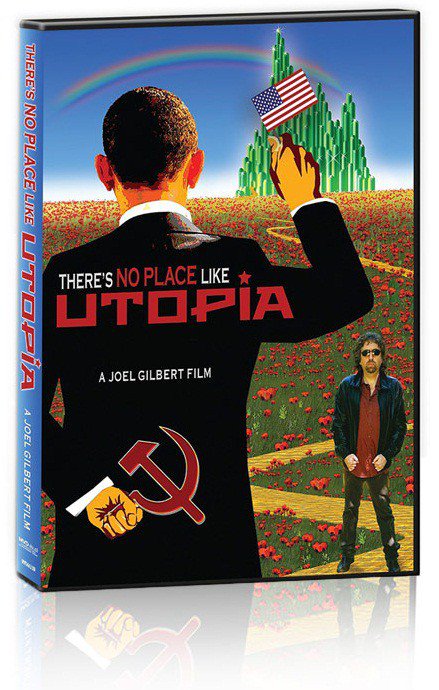 THERE'S NO PLACE LIKE UTOPIA
A JOEL GILBERT FILM
THERE'S NO PLACE LIKE
UTOPIA
A JOEL GILBERT FILM